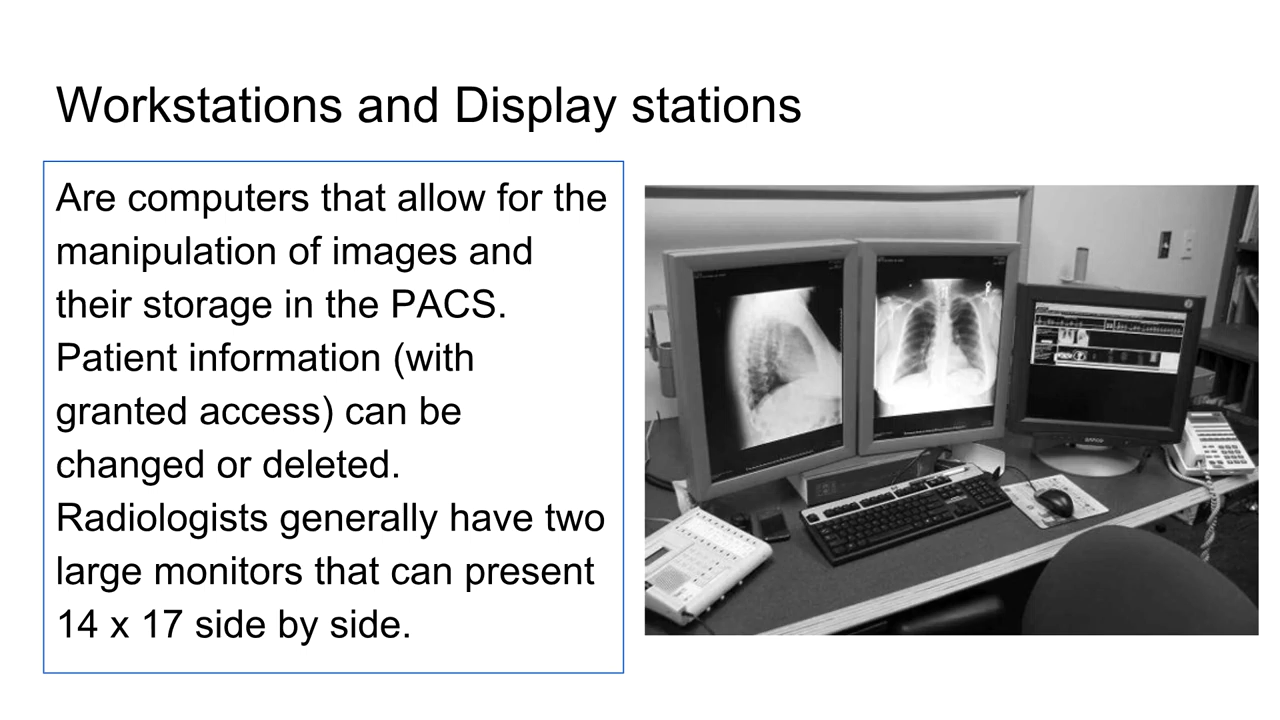 Workstations and Display stations
Are computers that allow for the
manipulation of images and
their storage in the PACS.
Patient information (with
granted access) can be
changed or deleted.
Radiologists generally have two
large monitors that can present
14 x 17 side by side.